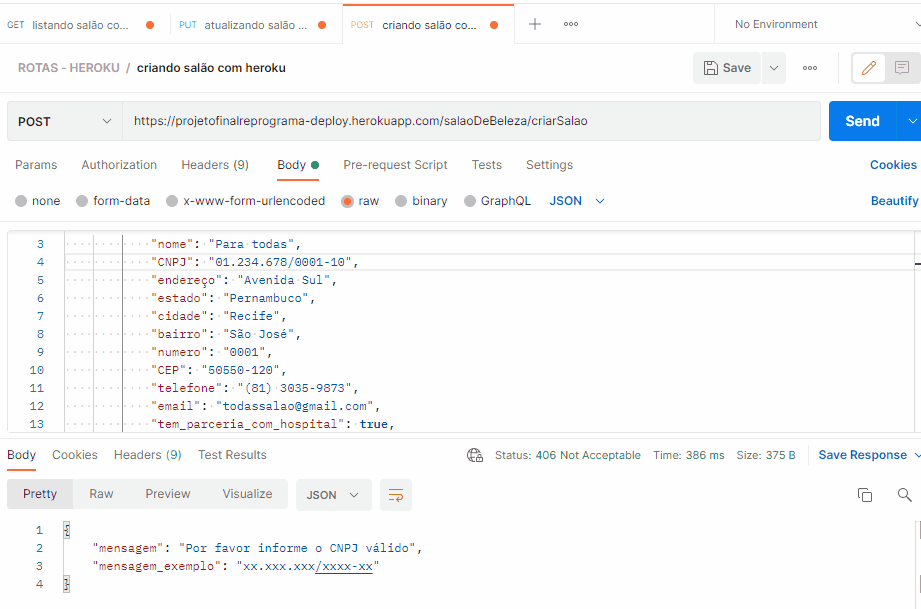 GET listando salão co... PUT atualizando salão ... POST criando salão co... + ooo No Environment
ROTAS - HEROKU / criando salão com heroku Save ooo
POST https://projetofinalreprograma-deploy.herokuapp.com/salaoDeBeleza/criarSalao Send
Params Authorization Headers (9) Body Pre-request Script Tests Settings Cookies
none form-data x-www-form-urlencoded raw binary GraphQL JSON Beautify
3 "nome": "Para todas",
4 "CNPJ": "01.234.678/0001-10",
5 "endereço": "Avenida Sul",
6 "estado": "Pernambuco",
7 "cidade": "Recife",
8 "bairro": "São José",
9 "numero": "0001",
10 "CEP": "50550-120",
11 "telefone": "(81) 3035-9873",
12 "email": "todassalao@gmail.com",
13 "tem_parceria_com_hospital": true,
Body Cookies Headers (9) Test Results Status: 406 Not Acceptable Time: 386 ms Size: 375 B Save Response
Pretty Raw Preview Visualize JSON
1 {
2 "mensagem": "Por favor informe o CNPJ válido",
3 "mensagem_exemplo": "xx.xxx.xxx/xxxx-xx"
4 }